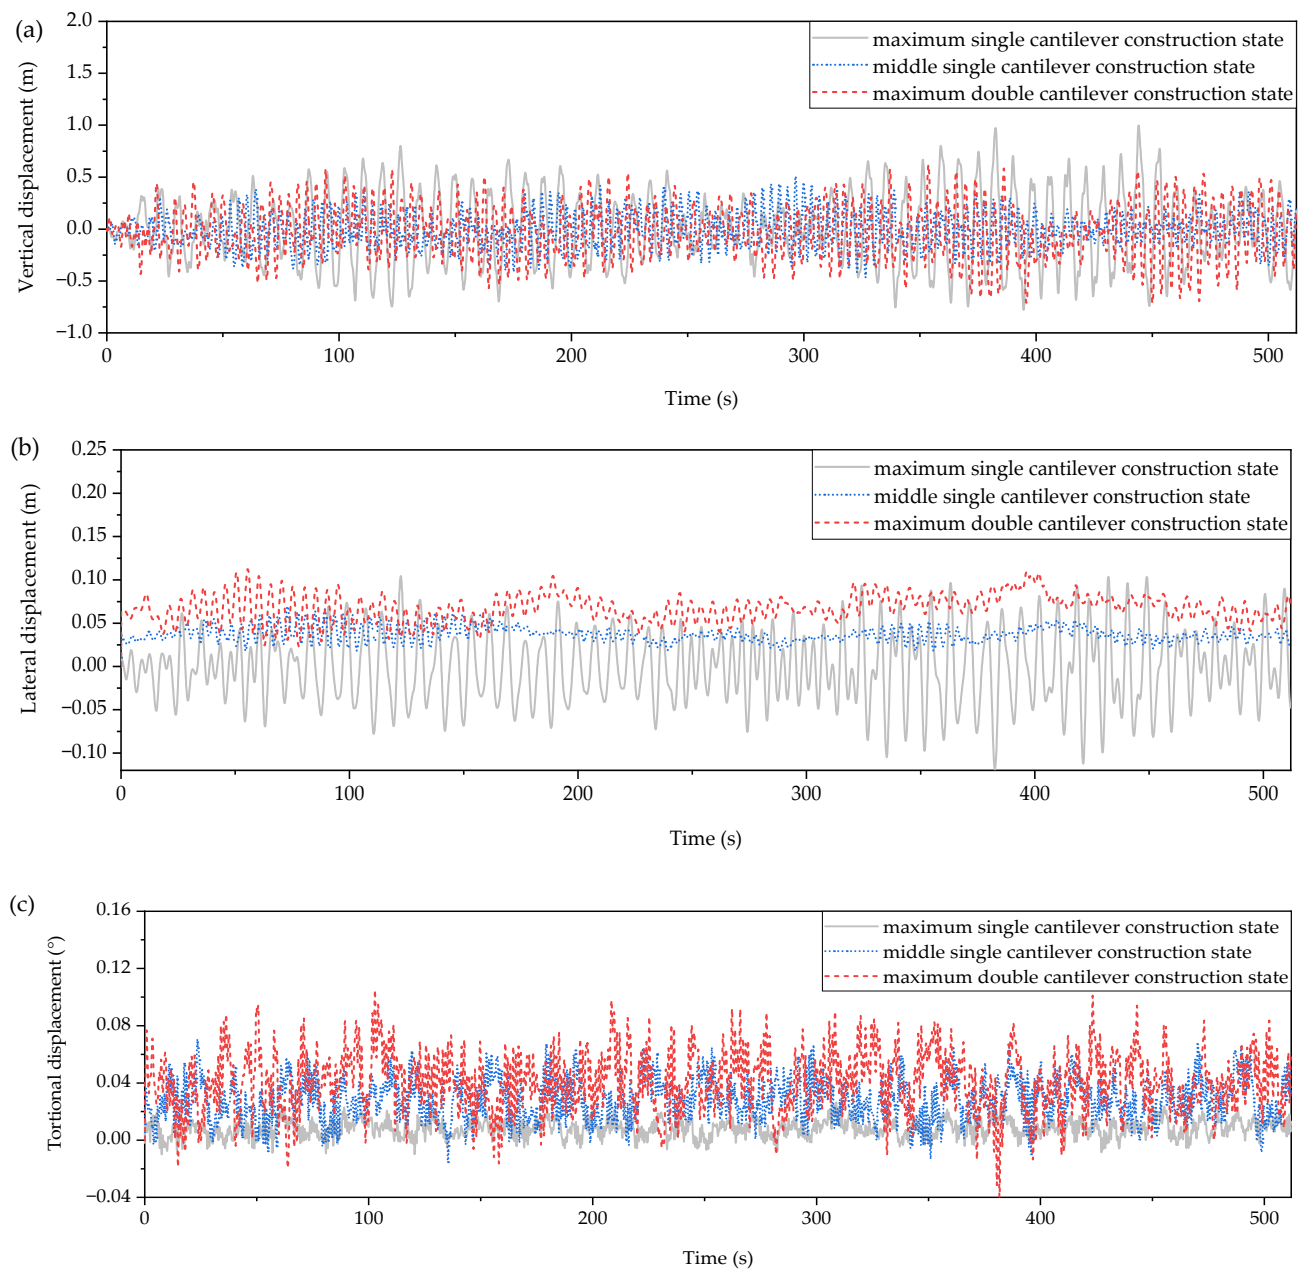 (a)
2.0
1.5
1.0
0.5
0.0
−0.5
−1.0
Vertical displacement (m)
maximum single cantilever construction state
middle single cantilever construction state
maximum double cantilever construction state
0 100 200 300 400 500
Time (s)
(b)
0.25
0.20
0.15
0.10
0.05
0.00
−0.05
−0.10
Lateral displacement (m)
maximum single cantilever construction state
middle single cantilever construction state
maximum double cantilever construction state
0 100 200 300 400 500
Time (s)
(c)
0.16
0.12
0.08
0.04
0.00
−0.04
Tortional displacement (°)
maximum single cantilever construction state
middle single cantilever construction state
maximum double cantilever construction state
0 100 200 300 400 500
Time (s)